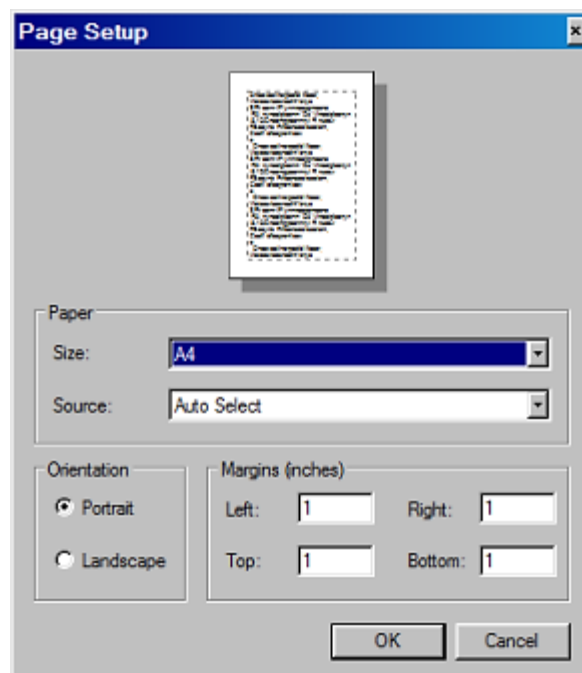 Page Setup
Paper
Size: A4
Source: Auto Select
Orientation
Portrait
Landscape
Margins (inches)
Left: 1 Right: 1
Top: 1 Bottom: 1
OK Cancel